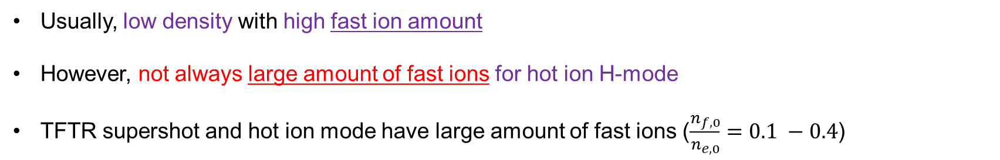 • Usually, low density with high fast ion amount
• However, not always large amount of fast ions for hot ion H-mode
• TFTR supershot and hot ion mode have large amount of fast ions (\frac{n_{f,0}}{n_{e,0}} = 0.1 − 0.4)